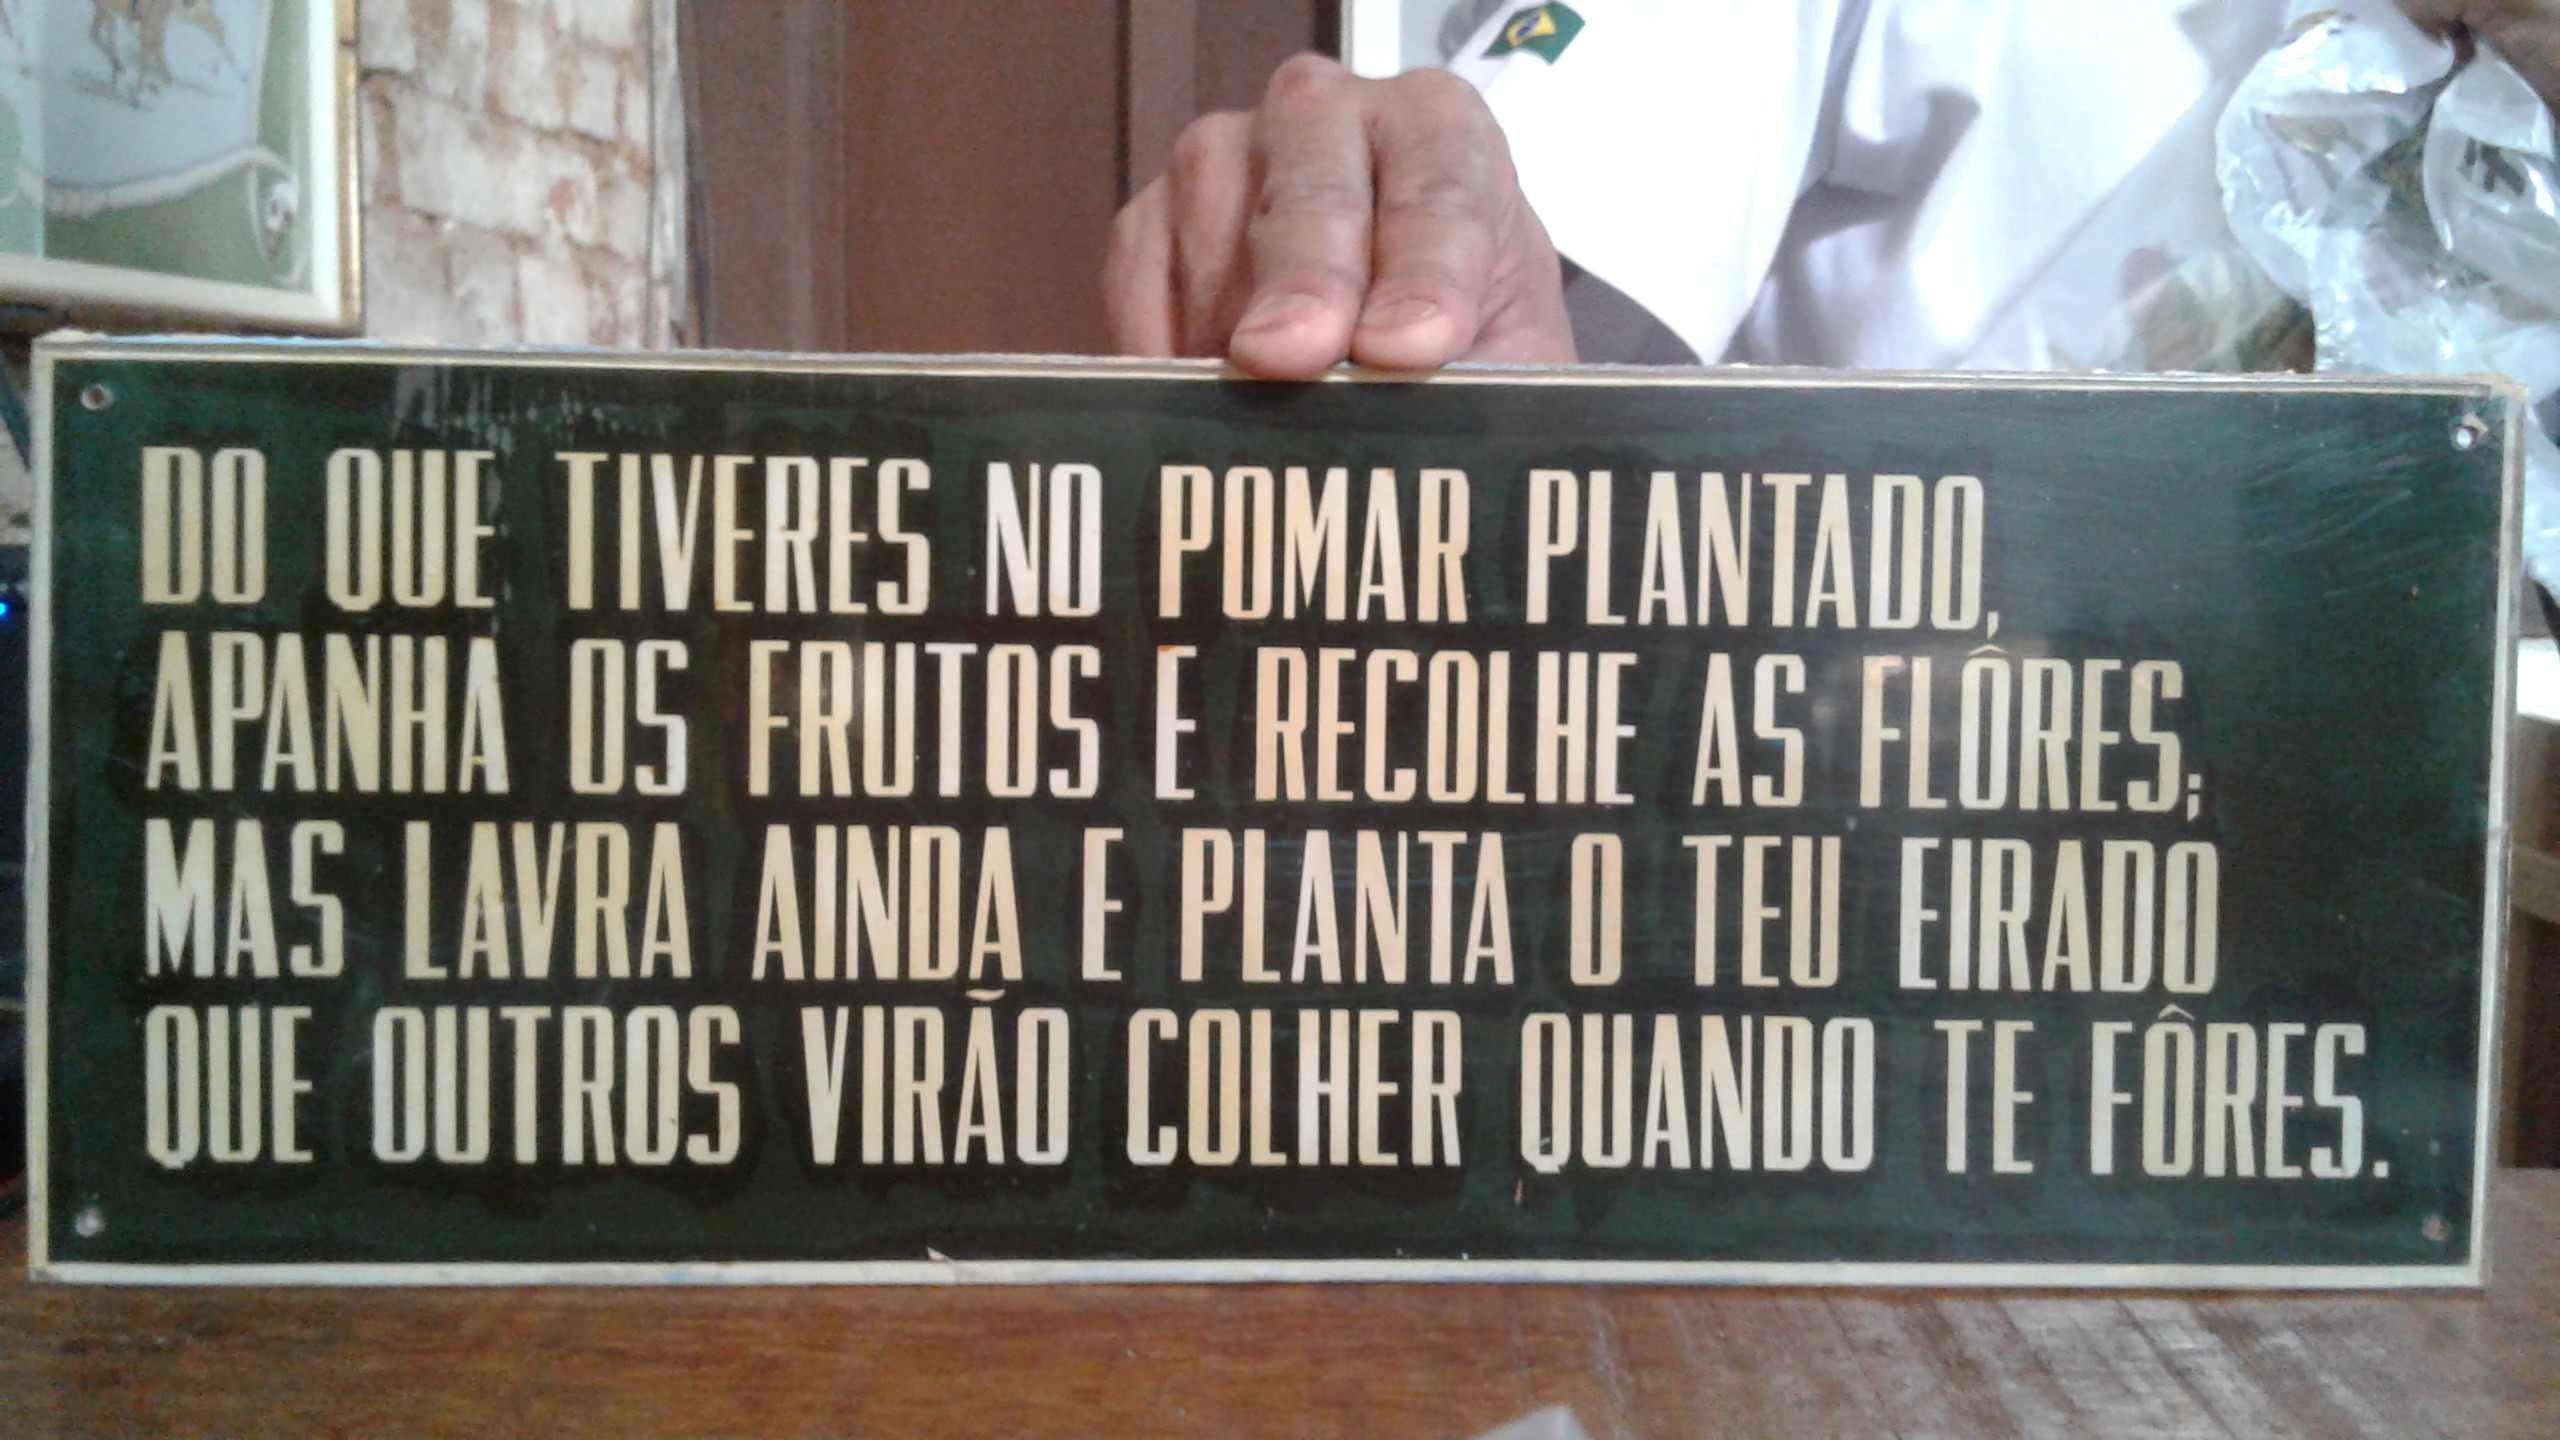 DO QUE TIVERES NO POMAR PLANTADO,
APANHA OS FRUTOS E RECOLHE AS FLÔRES;
MAS LAVRA AINDA E PLANTA O TEU EIRADO
QUE OUTROS VIRÃO COLHER QUANDO TE FÔRES.